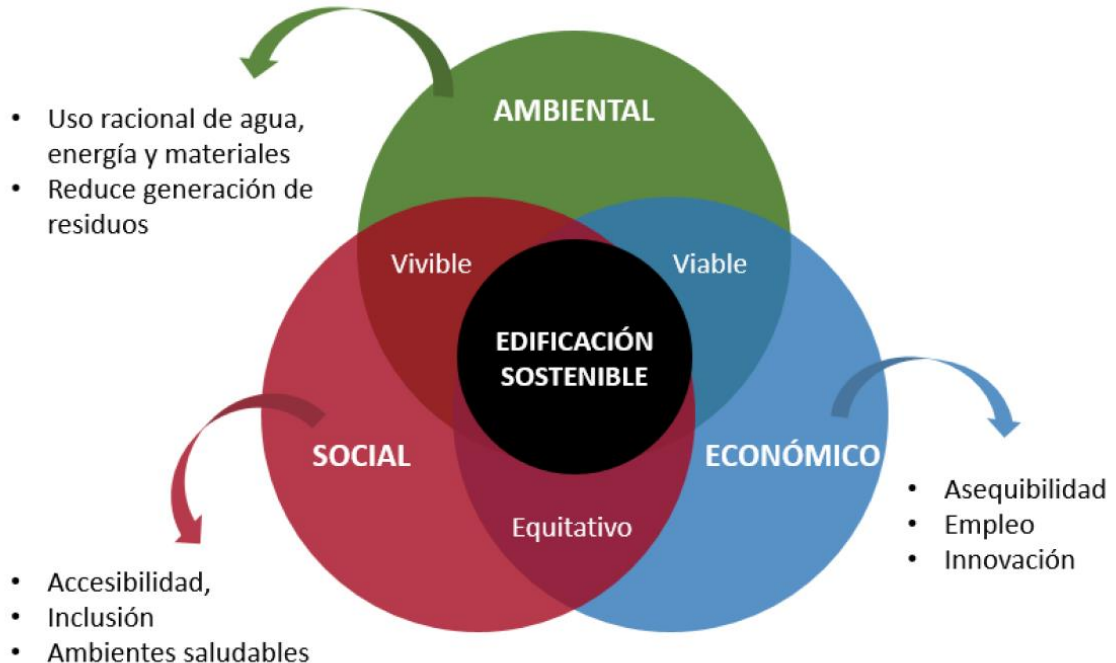 AMBIENTAL
• Uso racional de agua,
energía y materiales
• Reduce generación de
residuos
Vivible
Viable
EDIFICACIÓN
SOSTENIBLE
SOCIAL
ECONÓMICO
Equitativo
• Asequibilidad
• Empleo
• Innovación
• Accesibilidad,
• Inclusión
• Ambientes saludables